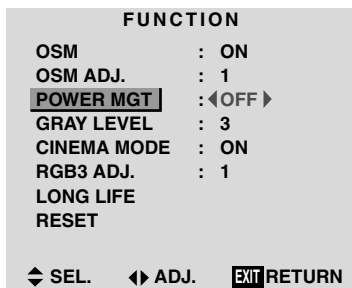 FUNCTION
OSM : ON
OSM ADJ. : 1
POWER MGT : OFF
GRAY LEVEL : 3
CINEMA MODE : ON
RGB3 ADJ. : 1
LONG LIFE
RESET
SEL. ADJ. EXIT RETURN